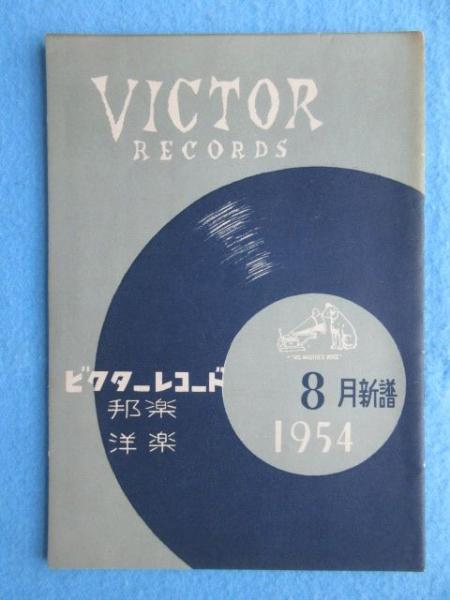 VICTOR
RECORDS
"HIS MASTER'S VOICE"
ビクターレコード
邦楽
洋楽
8月新譜
1954